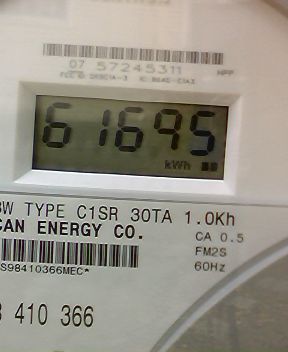 07 57245311
61695
kWh
3W TYPE C1SR 30TA 1.0Kh
CAN ENERGY CO.
CA 0.5
FM2S
60Hz
S98410366MEC*
410 366